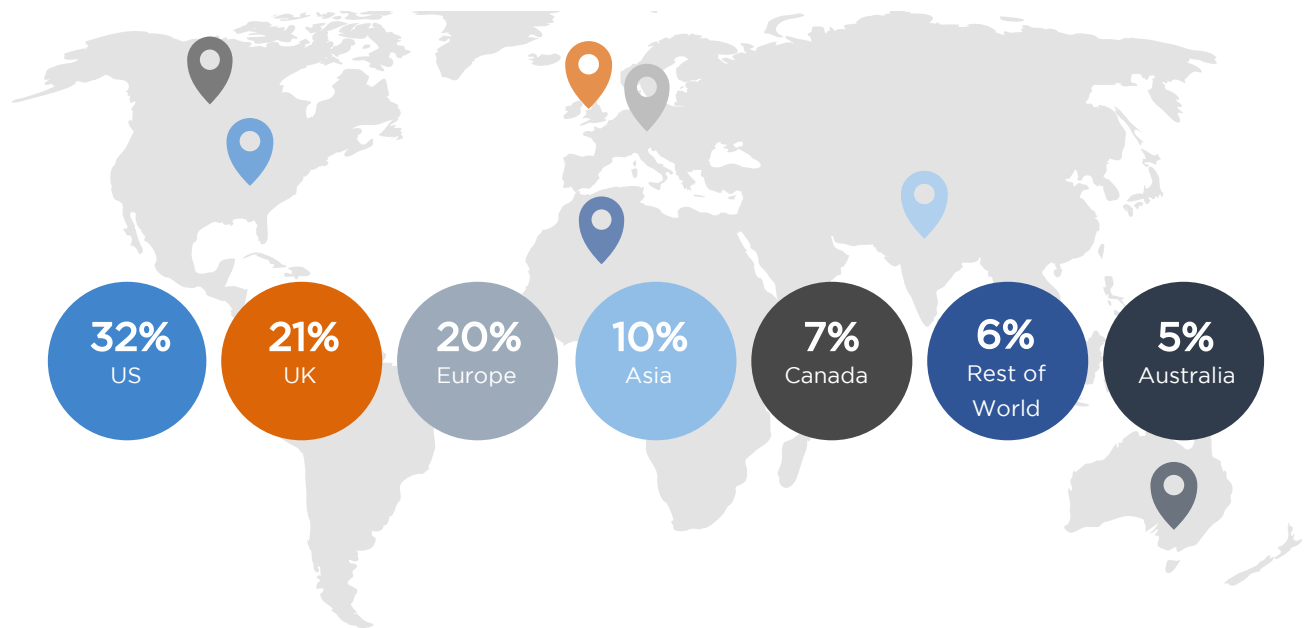 32%
US
21%
UK
20%
Europe
10%
Asia
7%
Canada
6%
Rest of
World
5%
Australia